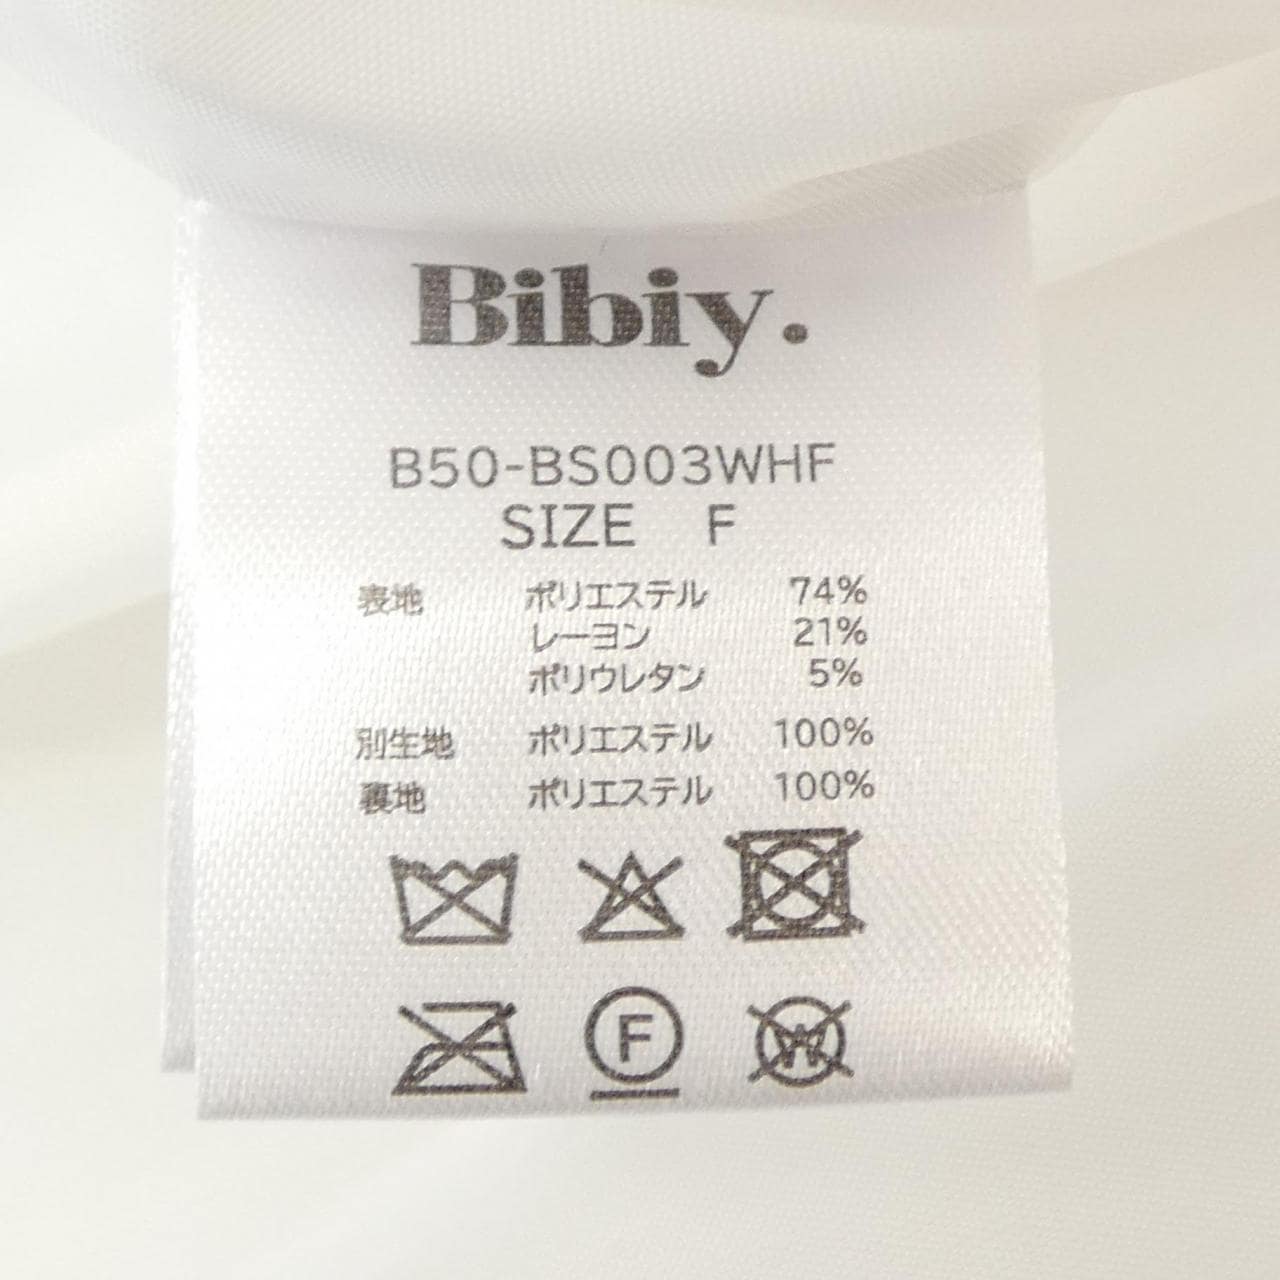 Bibiy.
B50-BS003WHF
SIZE F
表地 ポリエステル 74%
レーヨン 21%
ポリウレタン 5%
別生地 ポリエステル 100%
裏地 ポリエステル 100%
F
W